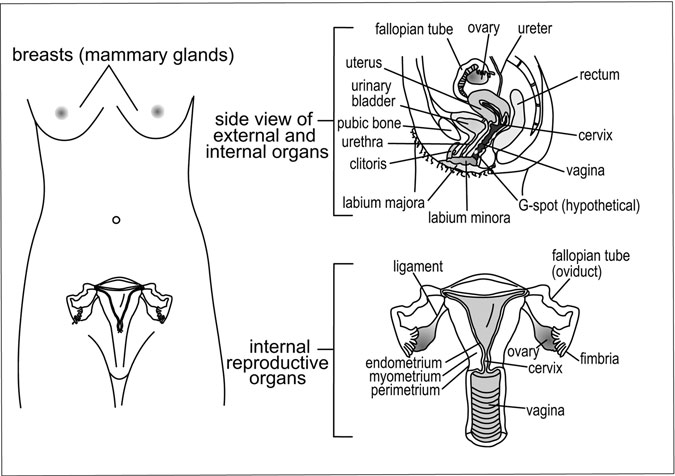 breasts (mammary glands)
side view of
external and
internal organs
fallopian tube
ovary
ureter
uterus
urinary
bladder
pubic bone
urethra
clitoris
labium majora
labium minora
rectum
cervix
vagina
G-spot (hypothetical)
internal
reproductive
organs
ligament
fallopian tube
(oviduct)
endometrium
myometrium
perimetrium
ovary
fimbria
cervix
vagina